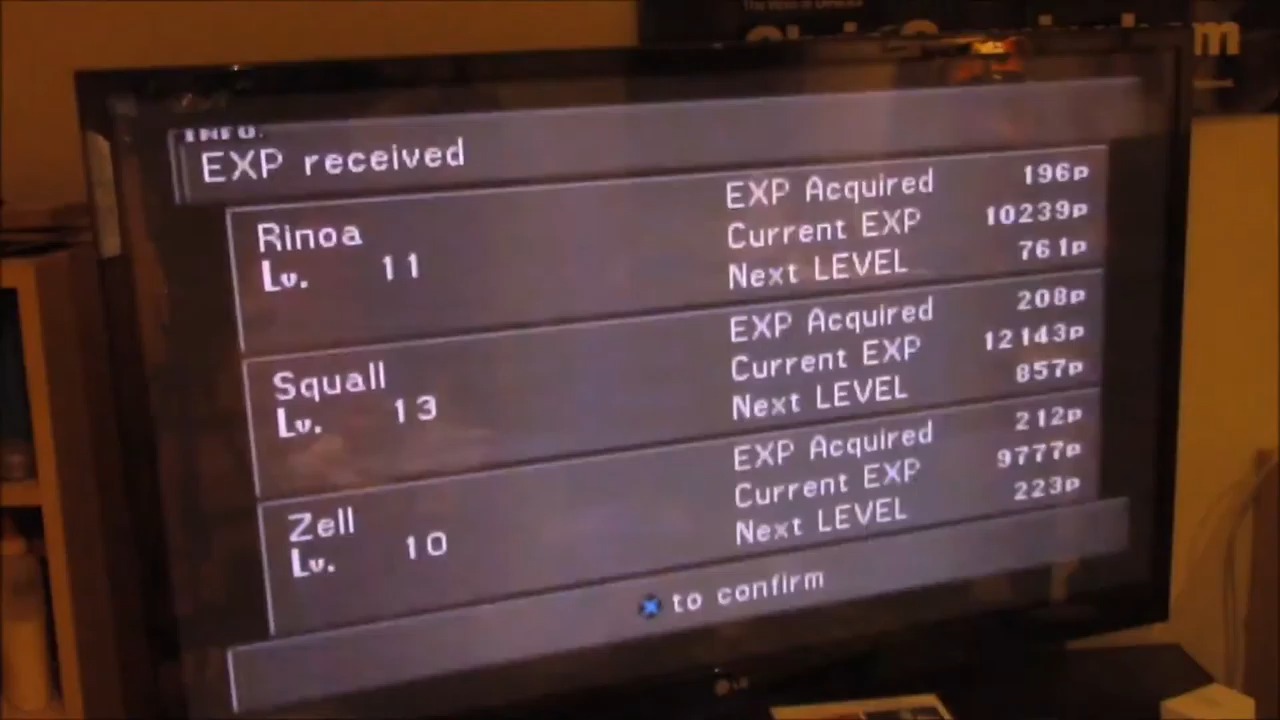 INFO.
EXP received
Rinoa
Lv. 11
EXP Acquired 196P
Current EXP 10239P
Next LEVEL 761P
Squall
Lv. 13
EXP Acquired 208P
Current EXP 12143P
Next LEVEL 857P
Zell
Lv. 10
EXP Acquired 212P
Current EXP 9777P
Next LEVEL 223P
to confirm
LG